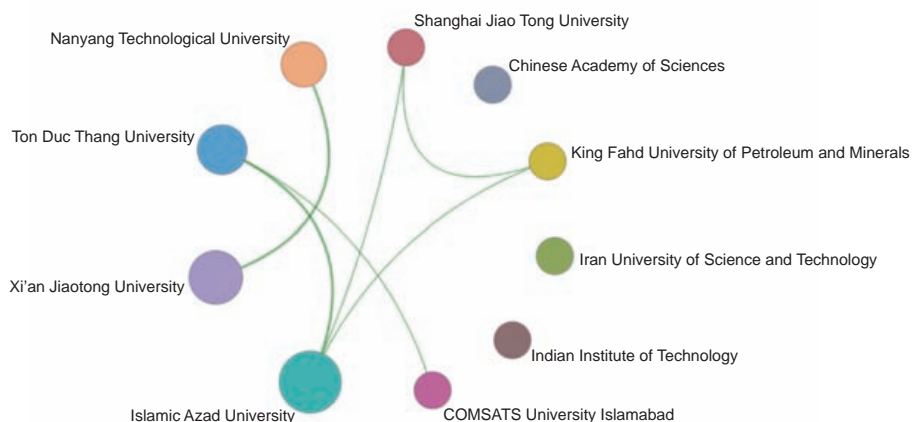 Shanghai Jiao Tong University
Nanyang Technological University
Chinese Academy of Sciences
Ton Duc Thang University
King Fahd University of Petroleum and Minerals
Iran University of Science and Technology
Xi'an Jiaotong University
Indian Institute of Technology
Islamic Azad University
COMSATS University Islamabad